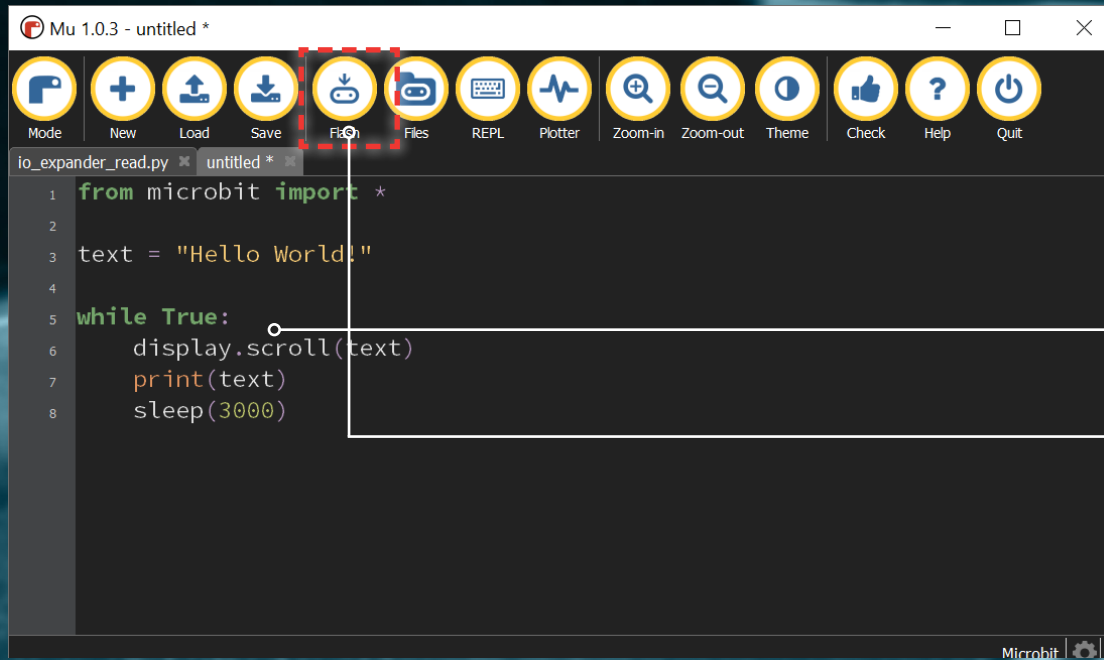 Mu 1.0.3 - untitled *
Mode New Load Save Flash Files REPL Plotter Zoom-in Zoom-out Theme Check Help Quit
io_expander_read.py untitled *
1 from microbit import *
2
3 text = "Hello World!"
4
5 while True:
6     display.scroll(text)
7     print(text)
8     sleep(3000)
Microbit